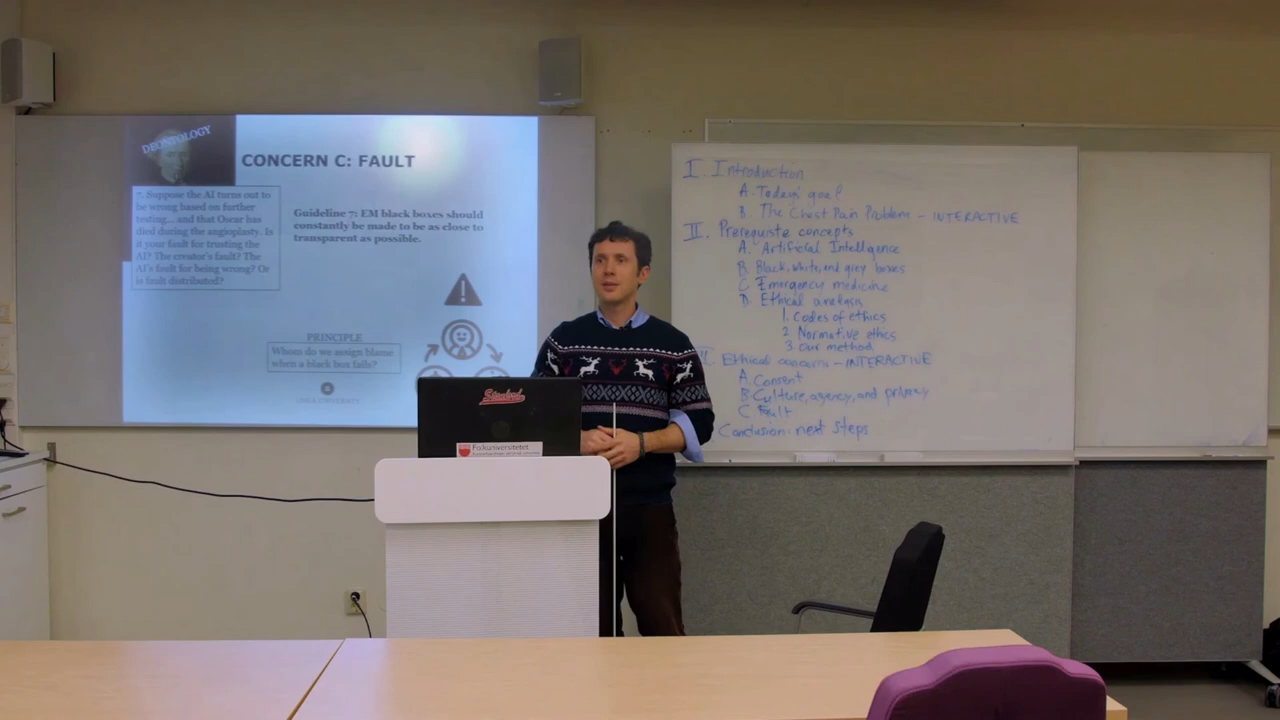 DEONTOLOGY
CONCERN C: FAULT
7. Suppose the AI turns out to
be wrong based on further
testing... and that Oscar has
died during the angioplasty. Is
it your fault for trusting the
AI? The creator's fault? The
AI's fault for being wrong? Or
is fault distributed?
Guideline 7: EM black boxes should
constantly be made to be as close to
transparent as possible.
PRINCIPLE
Whom do we assign blame
when a black box fails?
UNIVERSITY
Folkuniversitetet
I. Introduction
A. Today's goal
B. The Chest Pain Problem - INTERACTIVE
II. Prerequiste concepts
A. Artificial Intelligence
B. Black, white, and grey boxes
C. Emergency medicine
D. Ethical analysis
1. Codes of ethics
2. Normative ethics
3. Our method
Ethical concerns - INTERACTIVE
A. Consent
B. Culture, agency, and privacy
C. Fault
Conclusion: next steps